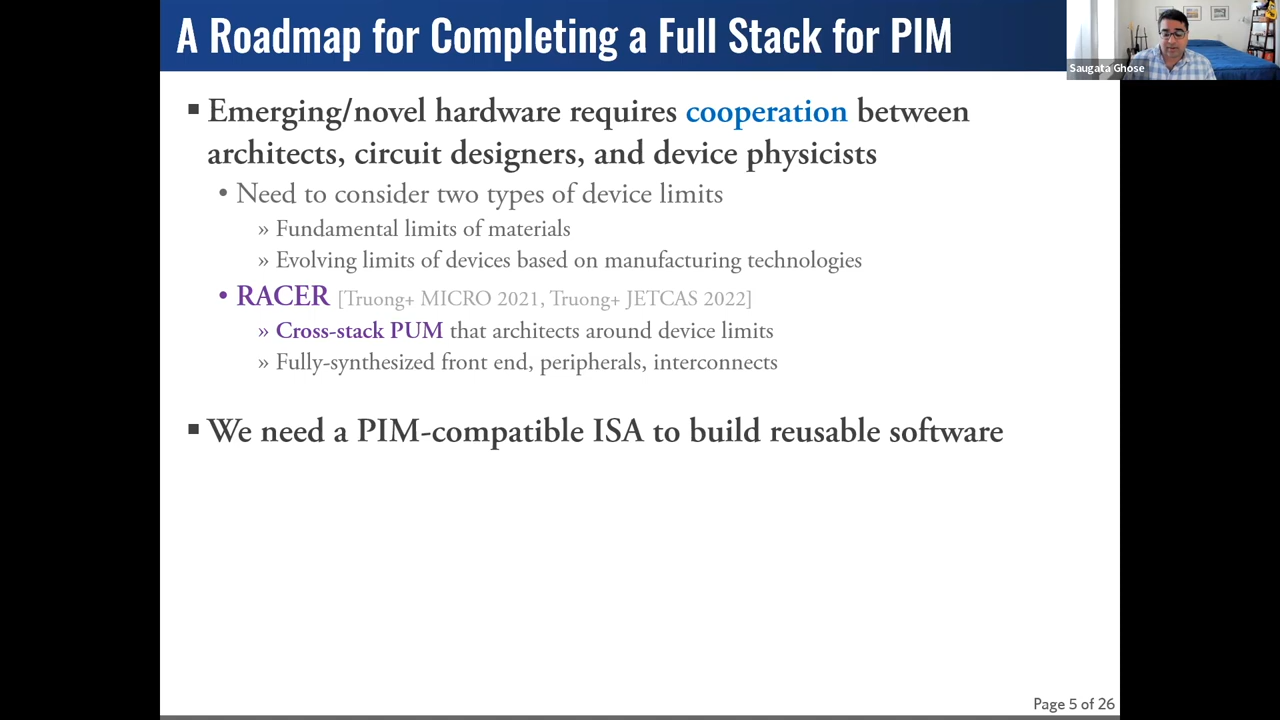 A Roadmap for Completing a Full Stack for PIM
Saugata Ghose
▪ Emerging/novel hardware requires cooperation between
architects, circuit designers, and device physicists
• Need to consider two types of device limits
» Fundamental limits of materials
» Evolving limits of devices based on manufacturing technologies
• RACER [Truong+ MICRO 2021, Truong+ JETCAS 2022]
» Cross-stack PUM that architects around device limits
» Fully-synthesized front end, peripherals, interconnects
▪ We need a PIM-compatible ISA to build reusable software
Page 5 of 26